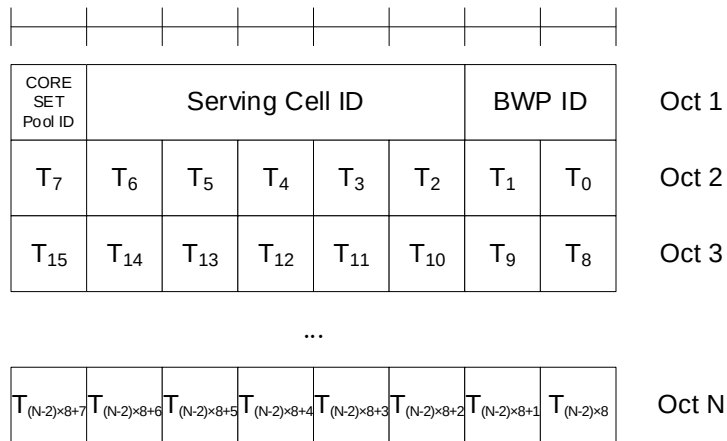 CORE SET Pool ID Serving Cell ID BWP ID Oct 1
T₇ T₆ T₅ T₄ T₃ T₂ T₁ T₀ Oct 2
T₁₅ T₁₄ T₁₃ T₁₂ T₁₁ T₁₀ T₉ T₈ Oct 3
...
T₍N-2₎×8+7 T₍N-2₎×8+6 T₍N-2₎×8+5 T₍N-2₎×8+4 T₍N-2₎×8+3 T₍N-2₎×8+2 T₍N-2₎×8+1 T₍N-2₎×8 Oct N